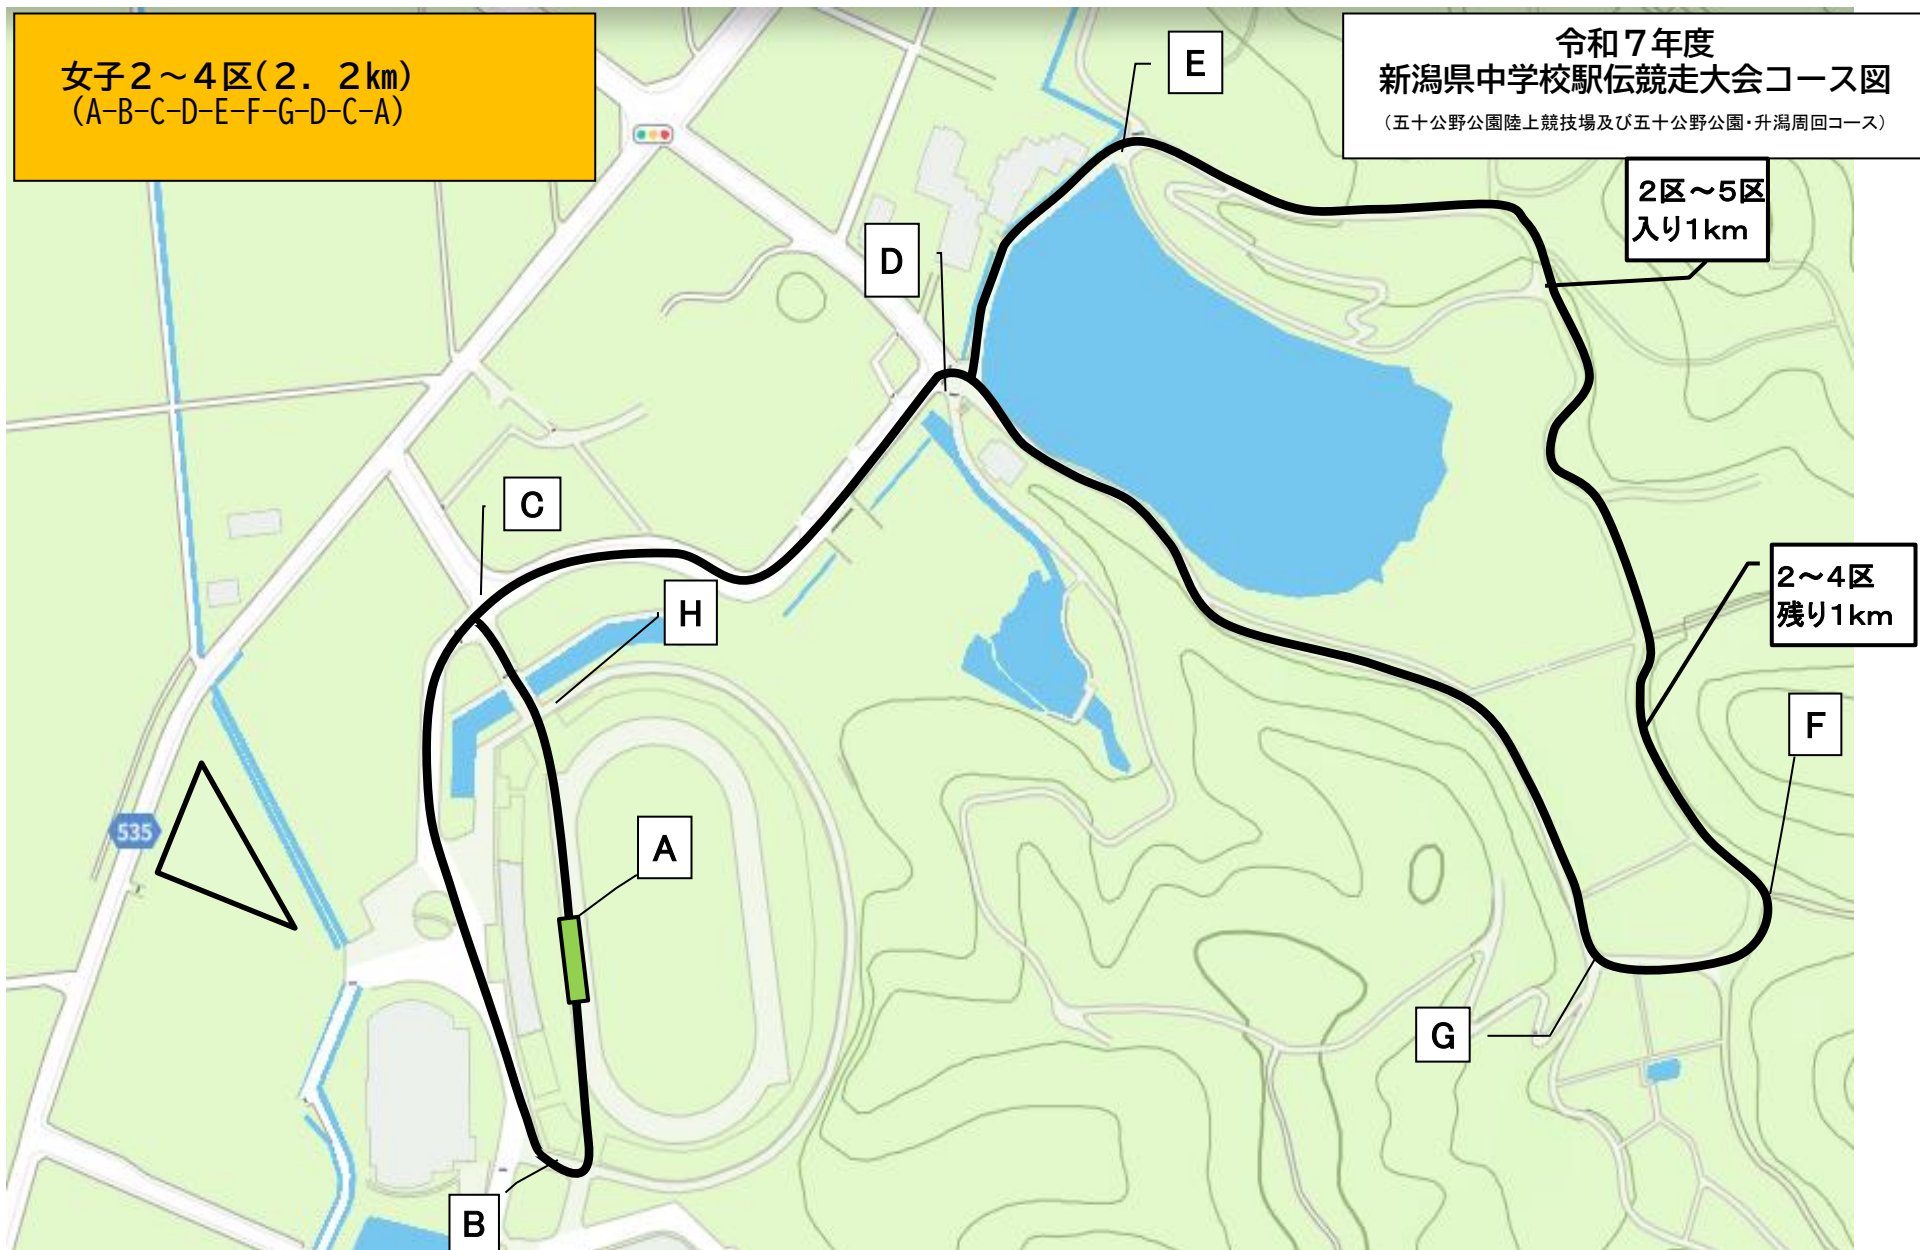 女子２～４区(２．２㎞)
(A-B-C-D-E-F-G-D-C-A)
令和７年度
新潟県中学校駅伝競走大会コース図
(五十公野公園陸上競技場及び五十公野公園・升潟周回コース)
E
2区～5区
入り1km
D
C
2～4区
残り1km
H
F
535
A
G
B